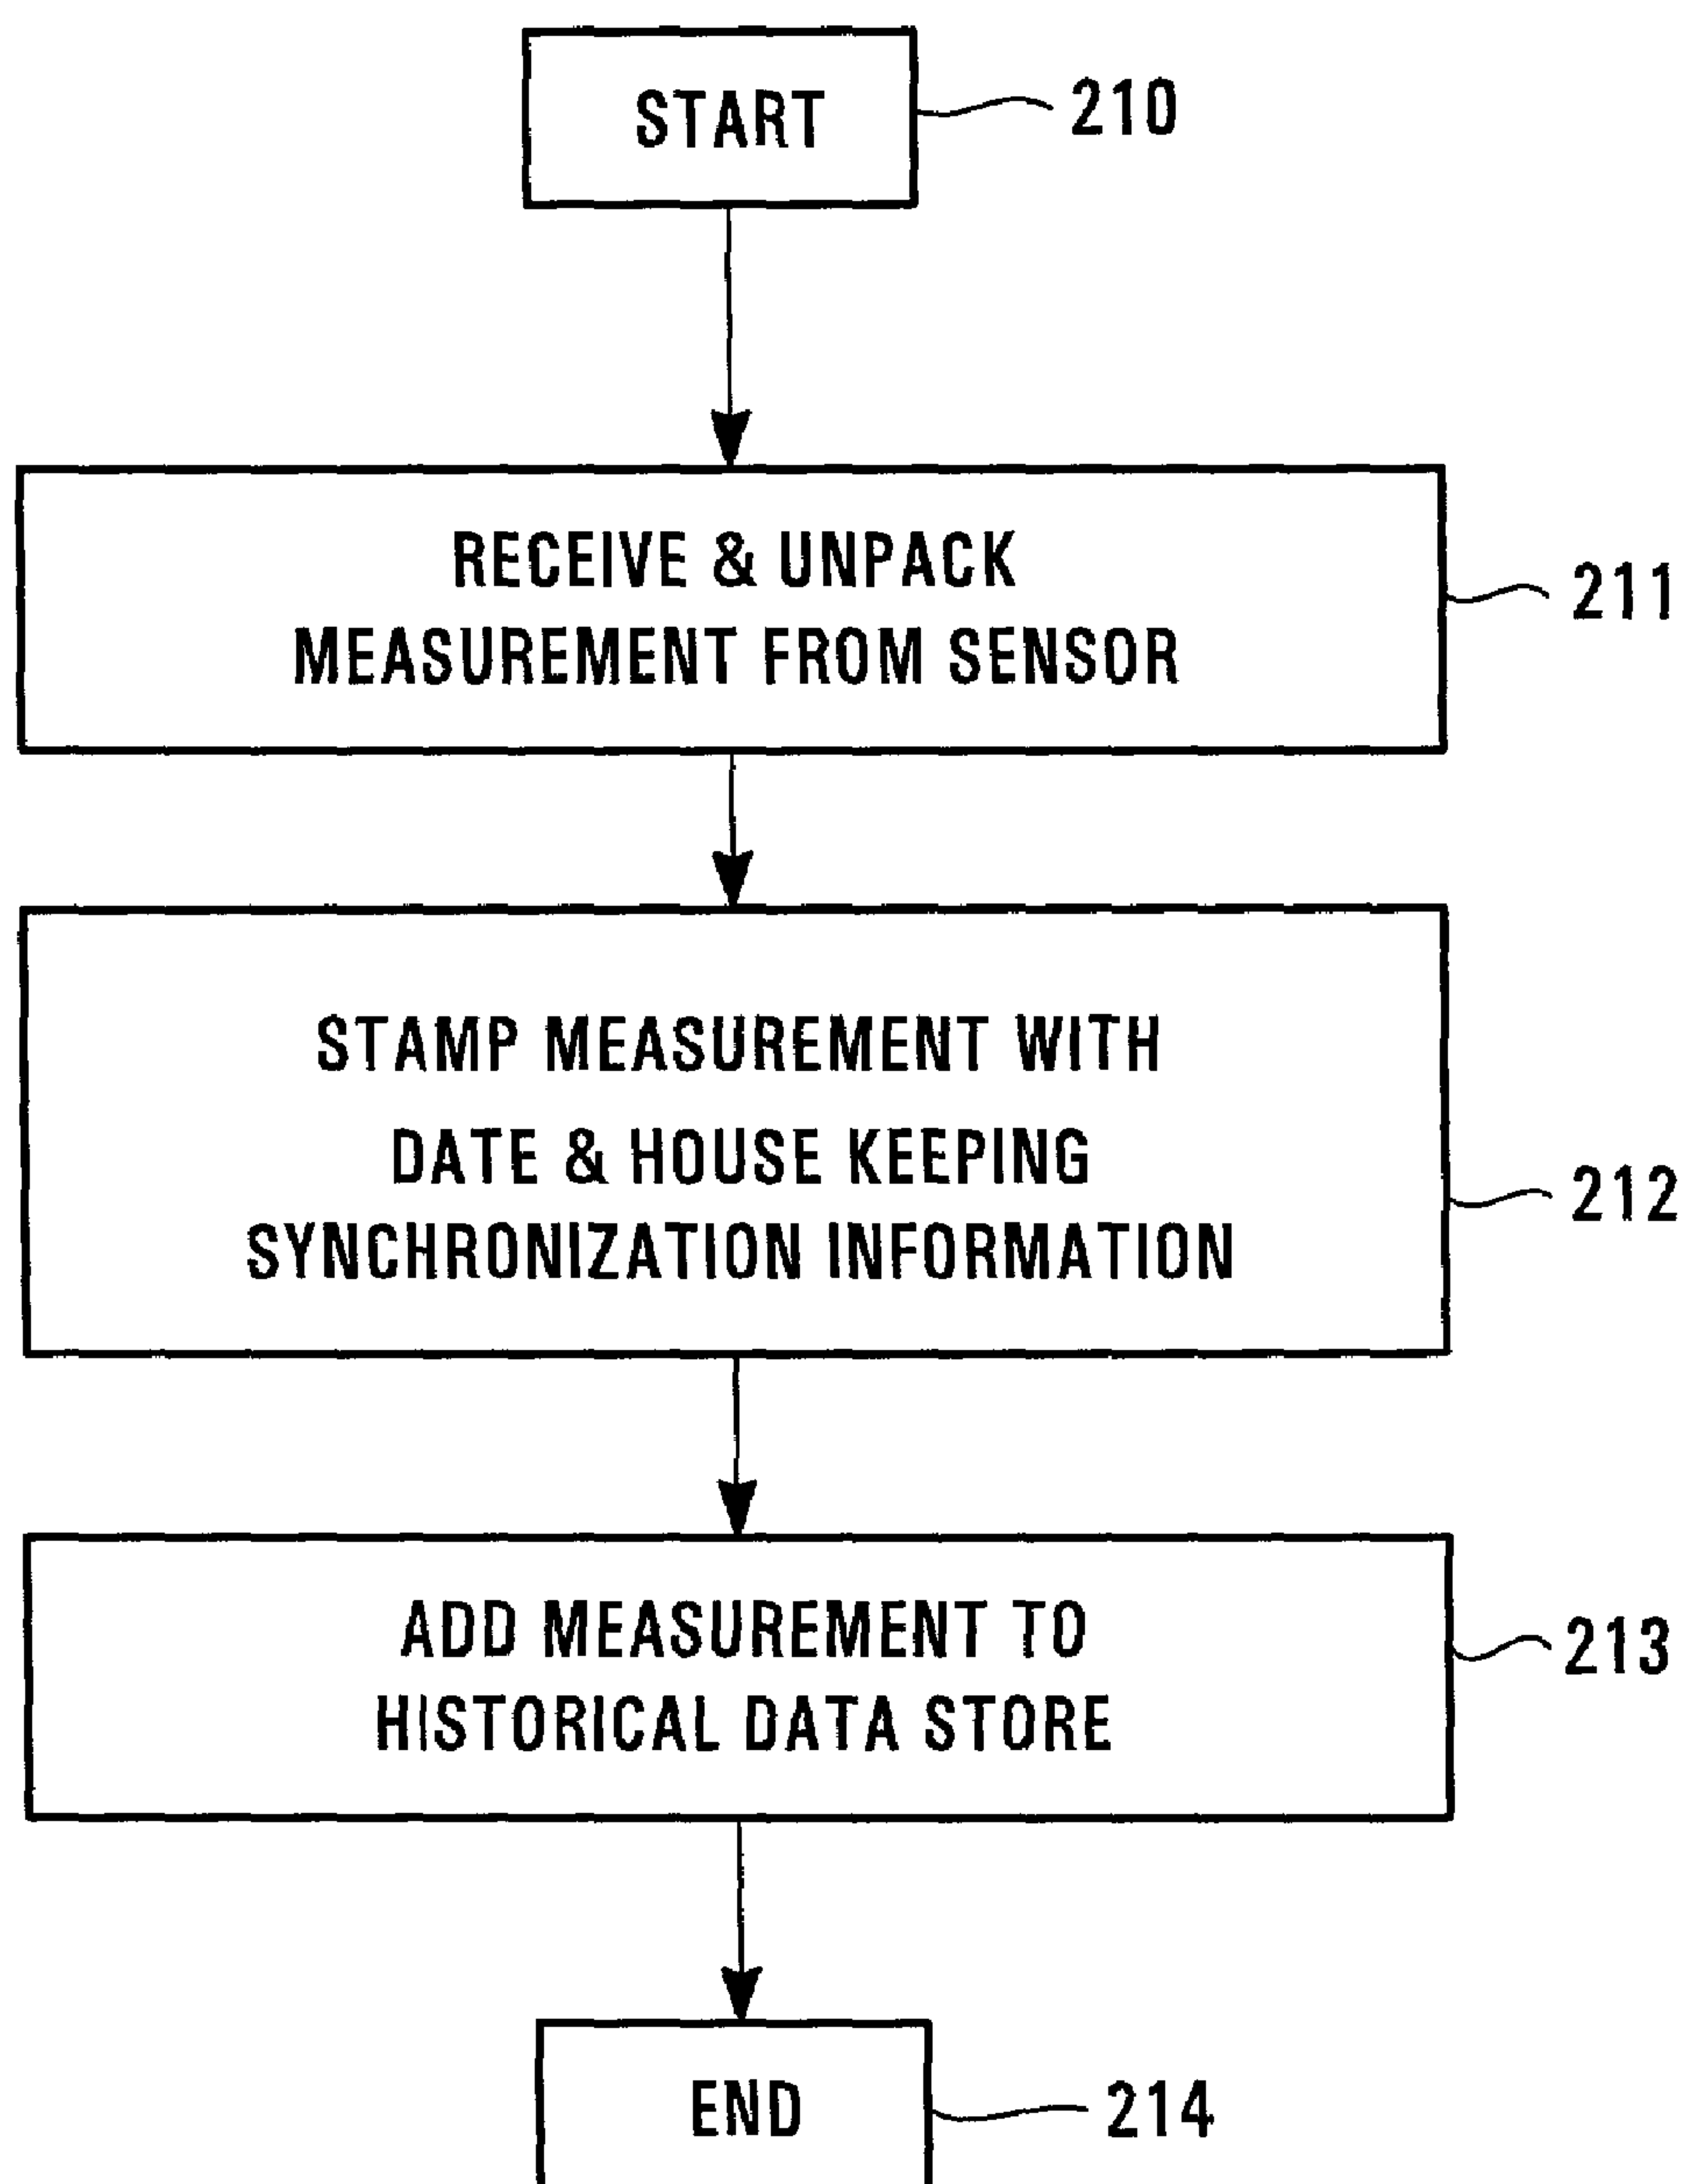 START
210
RECEIVE & UNPACK
MEASUREMENT FROM SENSOR
211
STAMP MEASUREMENT WITH
DATE & HOUSE KEEPING
SYNCHRONIZATION INFORMATION
212
ADD MEASUREMENT TO
HISTORICAL DATA STORE
213
END
214